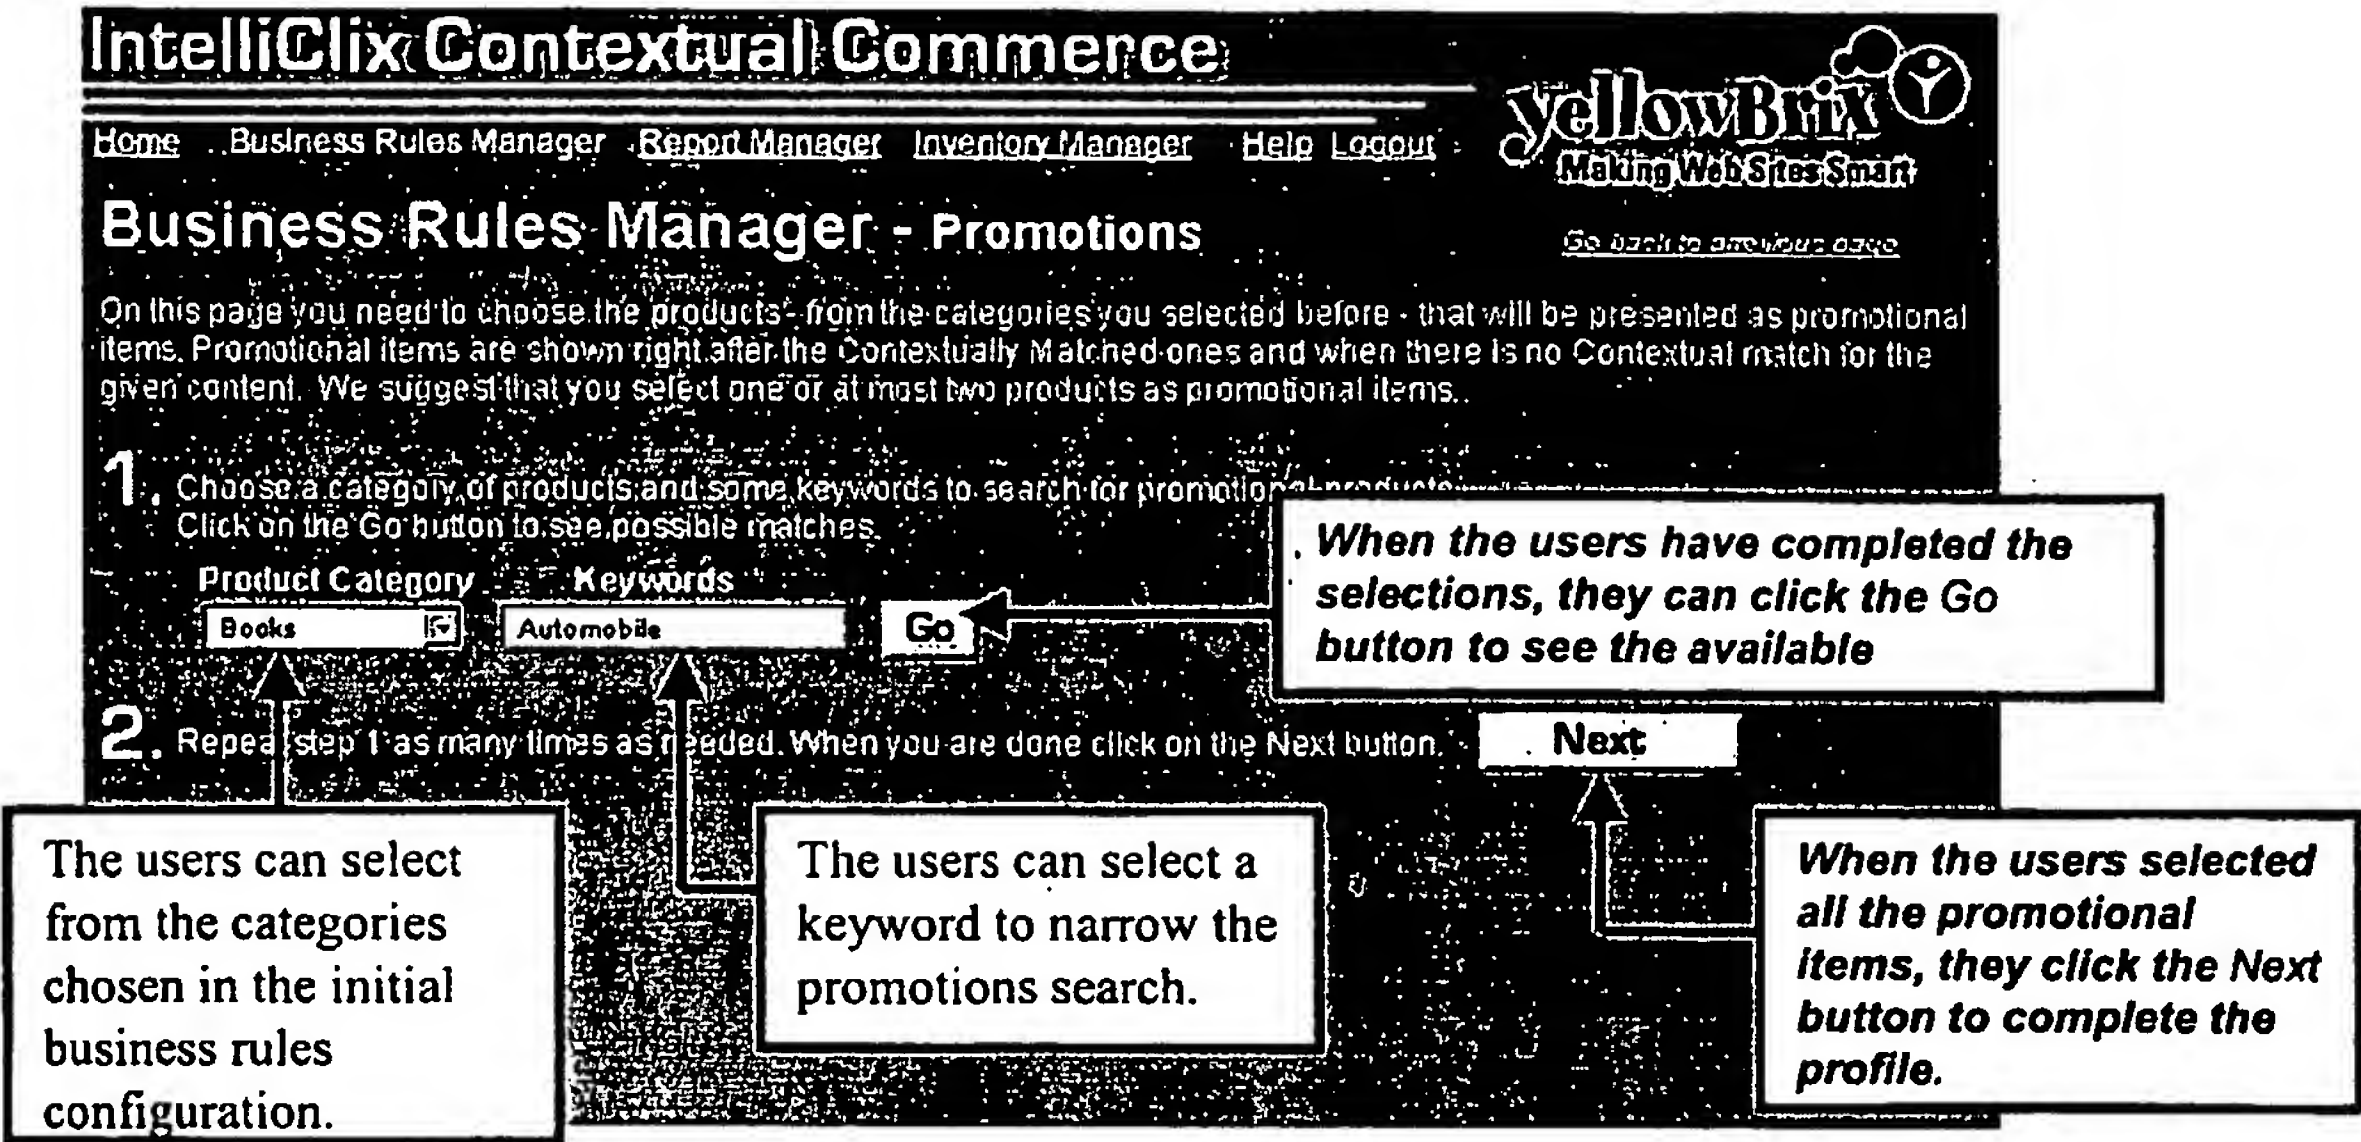 IntelliClix Contextual Commerce
yellowBrix
Making Web Sites Smart
Home Business Rules Manager Report Manager Inventory Manager Help Logout
Business Rules Manager - Promotions
Go back to previous page
On this page you need to choose the products - from the categories you selected before - that will be presented as promotional
items. Promotional items are shown right after the Contextually Matched ones and when there is no Contextual match for the
given content. We suggest that you select one or at most two products as promotional items.
1. Choose a category of products and some keywords to search for promotional products
Click on the Go button to see possible matches.
Product Category Keywords
Books Automobile Go
When the users have completed the
selections, they can click the Go
button to see the available
2. Repeat step 1 as many times as needed. When you are done click on the Next button. Next
The users can select
from the categories
chosen in the initial
business rules
configuration.
The users can select a
keyword to narrow the
promotions search.
When the users selected
all the promotional
items, they click the Next
button to complete the
profile.